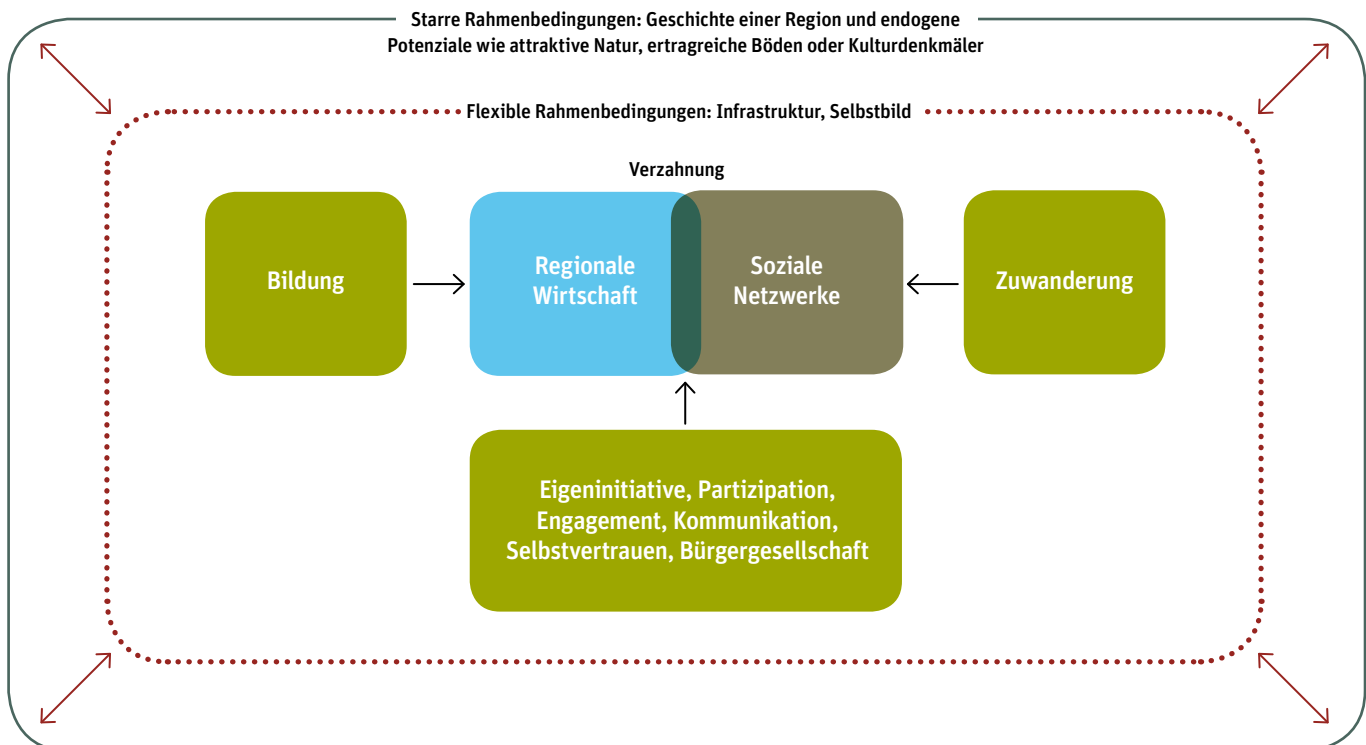 Starre Rahmenbedingungen: Geschichte einer Region und endogene
Potenziale wie attraktive Natur, ertragreiche Böden oder Kulturdenkmäler
Flexible Rahmenbedingungen: Infrastruktur, Selbstbild
Verzahnung
Bildung
Regionale
Wirtschaft
Soziale
Netzwerke
Zuwanderung
Eigeninitiative, Partizipation,
Engagement, Kommunikation,
Selbstvertrauen, Bürgergesellschaft